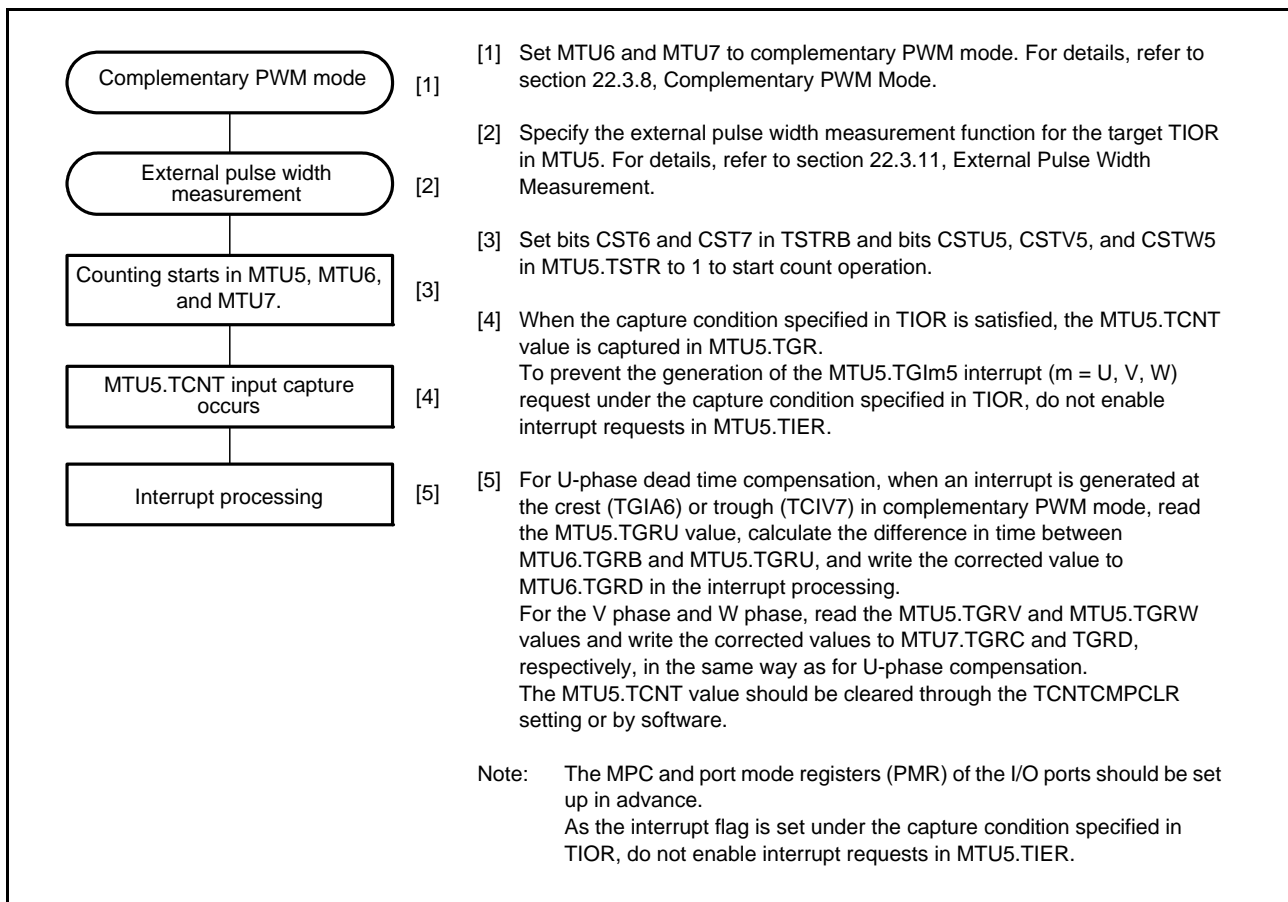 Complementary PWM mode
[1]
External pulse width
measurement
[2]
Counting starts in MTU5, MTU6,
and MTU7.
[3]
MTU5.TCNT input capture
occurs
[4]
Interrupt processing
[5]
[1] Set MTU6 and MTU7 to complementary PWM mode. For details, refer to
section 22.3.8, Complementary PWM Mode.
[2] Specify the external pulse width measurement function for the target TIOR
in MTU5. For details, refer to section 22.3.11, External Pulse Width
Measurement.
[3] Set bits CST6 and CST7 in TSTRB and bits CSTU5, CSTV5, and CSTW5
in MTU5.TSTR to 1 to start count operation.
[4] When the capture condition specified in TIOR is satisfied, the MTU5.TCNT
value is captured in MTU5.TGR.
To prevent the generation of the MTU5.TGIm5 interrupt (m = U, V, W)
request under the capture condition specified in TIOR, do not enable
interrupt requests in MTU5.TIER.
[5] For U-phase dead time compensation, when an interrupt is generated at
the crest (TGIA6) or trough (TCIV7) in complementary PWM mode, read
the MTU5.TGRU value, calculate the difference in time between
MTU6.TGRB and MTU5.TGRU, and write the corrected value to
MTU6.TGRD in the interrupt processing.
For the V phase and W phase, read the MTU5.TGRV and MTU5.TGRW
values and write the corrected values to MTU7.TGRC and TGRD,
respectively, in the same way as for U-phase compensation.
The MTU5.TCNT value should be cleared through the TCNTCMPCLR
setting or by software.
Note: The MPC and port mode registers (PMR) of the I/O ports should be set
up in advance.
As the interrupt flag is set under the capture condition specified in
TIOR, do not enable interrupt requests in MTU5.TIER.